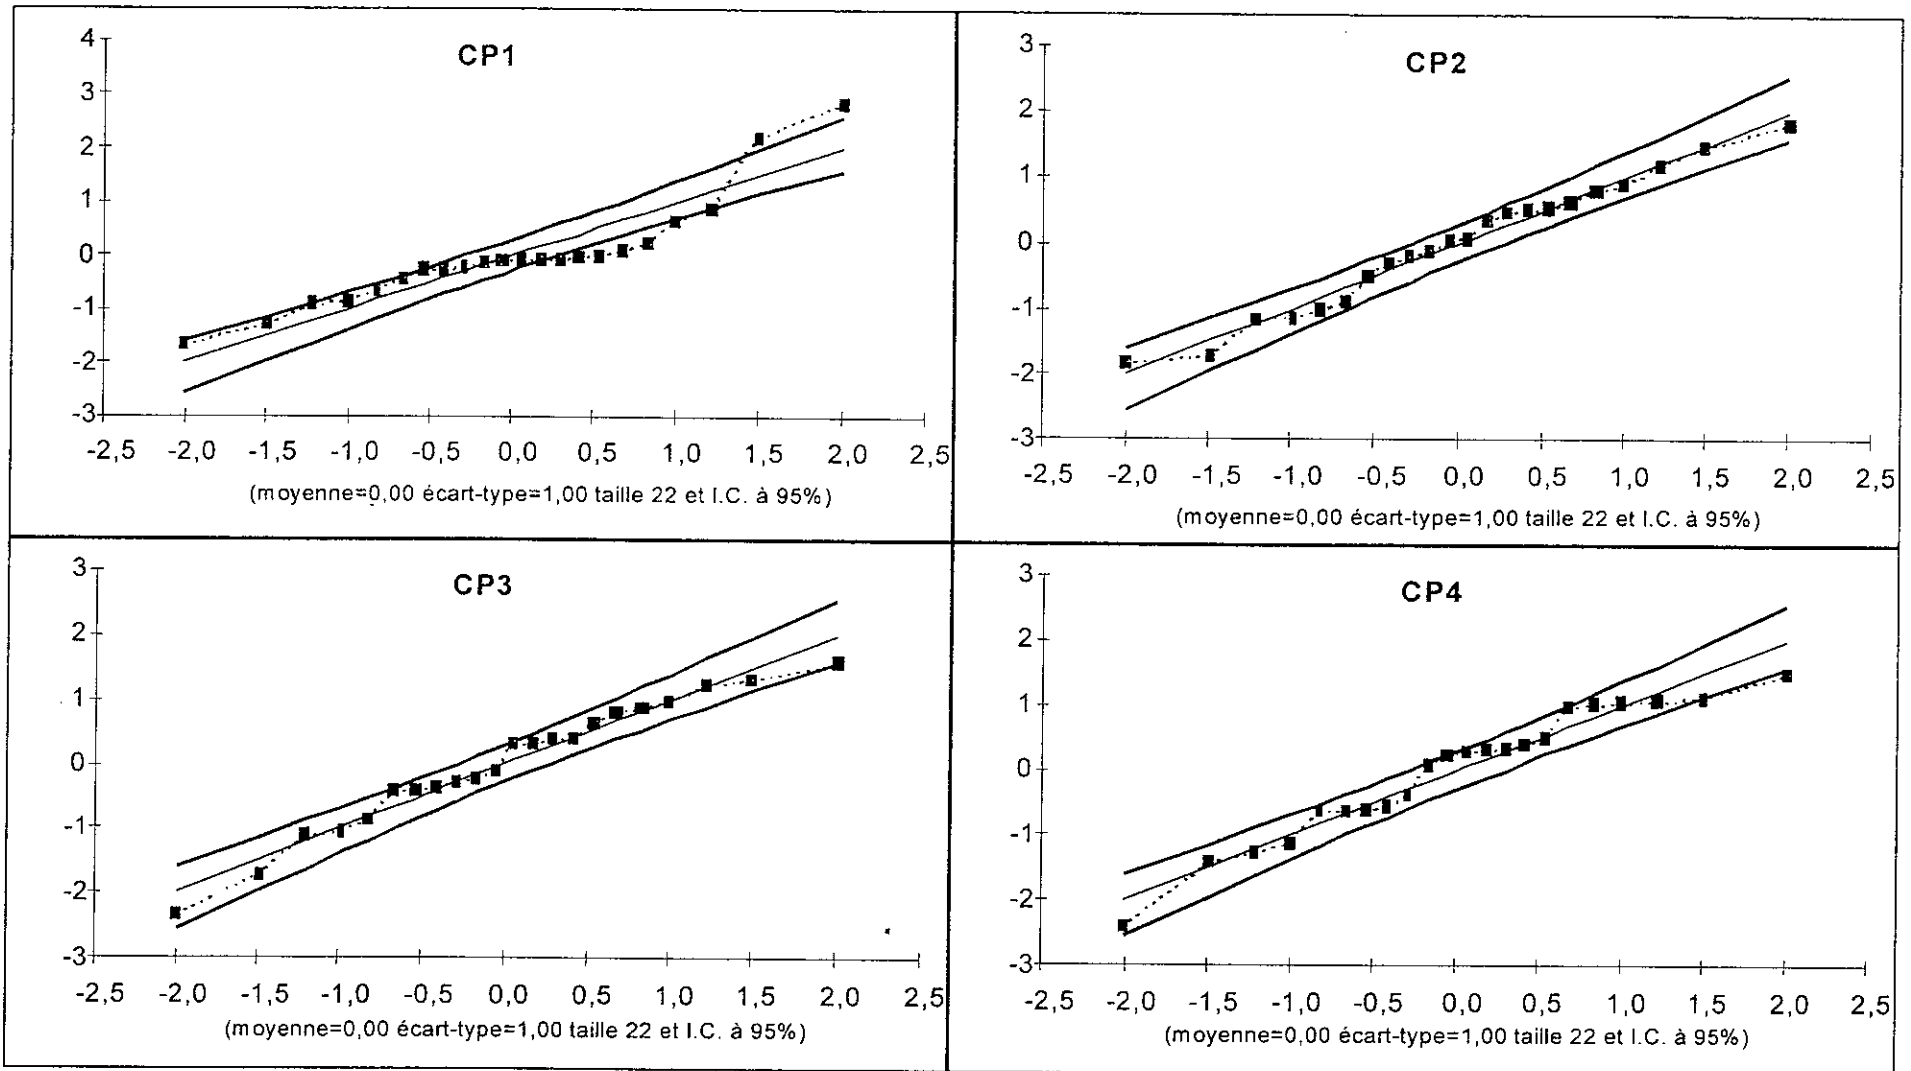 CP1
4
3
2
1
0
-1
-2
-3
-2,5 -2,0 -1,5 -1,0 -0,5 0,0 0,5 1,0 1,5 2,0 2,5
(moyenne=0,00 écart-type=1,00 taille 22 et I.C. à 95%)
CP2
3
2
1
0
-1
-2
-3
-2,5 -2,0 -1,5 -1,0 -0,5 0,0 0,5 1,0 1,5 2,0 2,5
(moyenne=0,00 écart-type=1,00 taille 22 et I.C. à 95%)
CP3
3
2
1
0
-1
-2
-3
-2,5 -2,0 -1,5 -1,0 -0,5 0,0 0,5 1,0 1,5 2,0 2,5
(moyenne=0,00 écart-type=1,00 taille 22 et I.C. à 95%)
CP4
3
2
1
0
-1
-2
-3
-2,5 -2,0 -1,5 -1,0 -0,5 0,0 0,5 1,0 1,5 2,0 2,5
(moyenne=0,00 écart-type=1,00 taille 22 et I.C. à 95%)